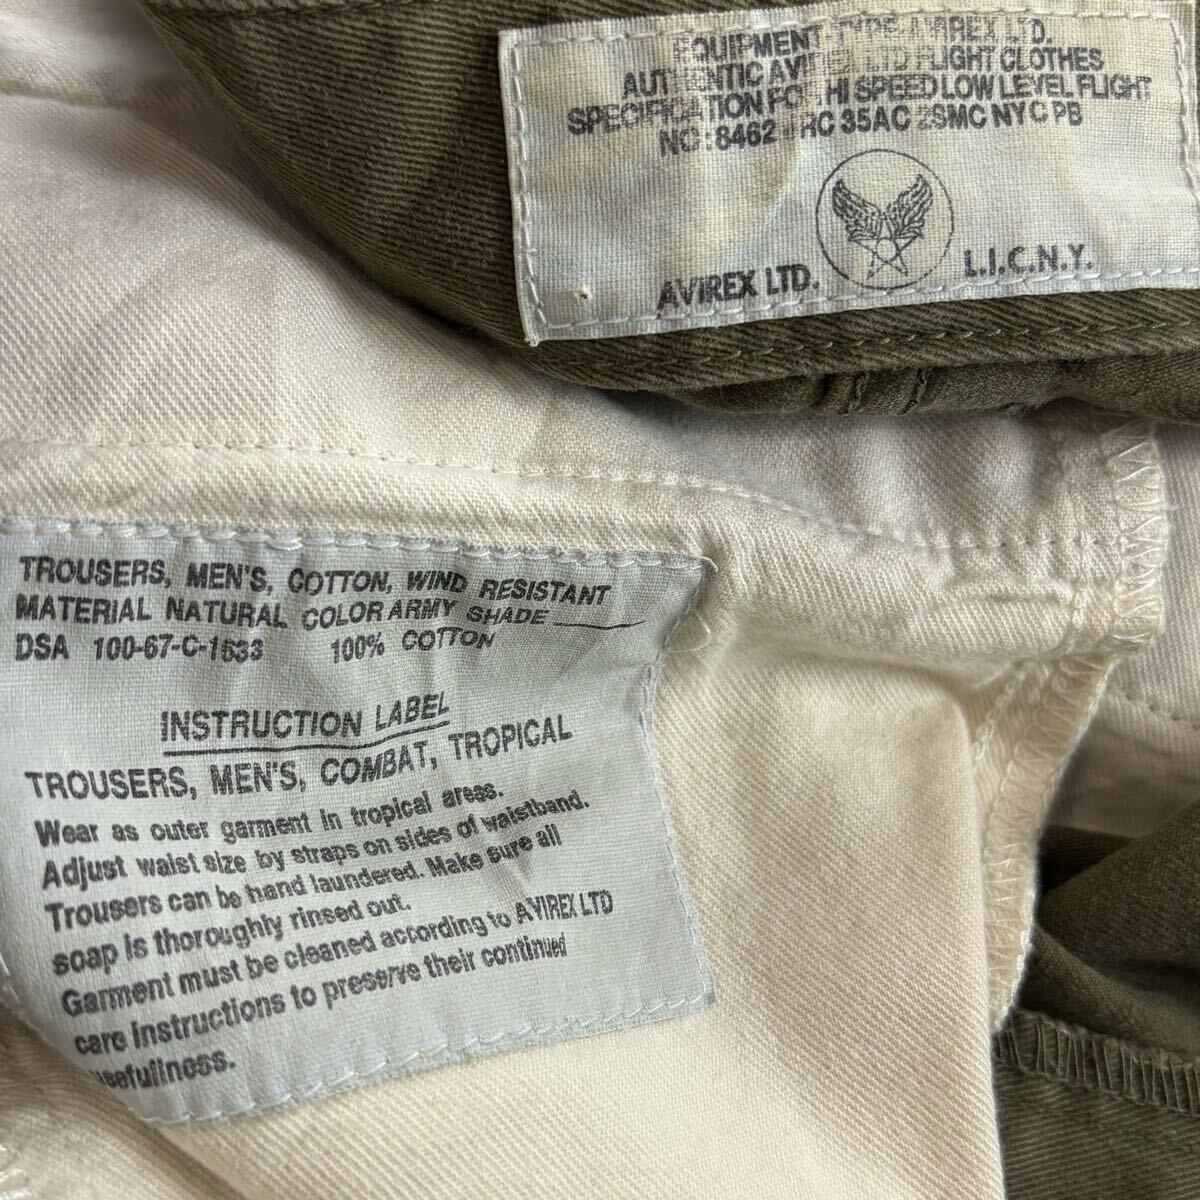 EQUIPMENT TYPE AVIREX LTD.
AUTHENTIC AVIREX LTD FLIGHT CLOTHES
SPECIFICATION FOR HI SPEED LOW LEVEL FLIGHT
NO: 8462 35AC 2SMC NYC PB
AVIREX LTD. L.I.C.N.Y.
TROUSERS, MEN'S, COTTON, WIND RESISTANT
MATERIAL NATURAL COLOR ARMY SHADE
DSA 100-67-C-1533 100% COTTON
INSTRUCTION LABEL
TROUSERS, MEN'S, COMBAT, TROPICAL
Wear as outer garment in tropical areas.
Adjust waist size by straps on sides of waistband.
Trousers can be hand laundered. Make sure all
soap is thoroughly rinsed out.
Garment must be cleaned according to AVIREX LTD
care instructions to preserve their continued
usefullness.